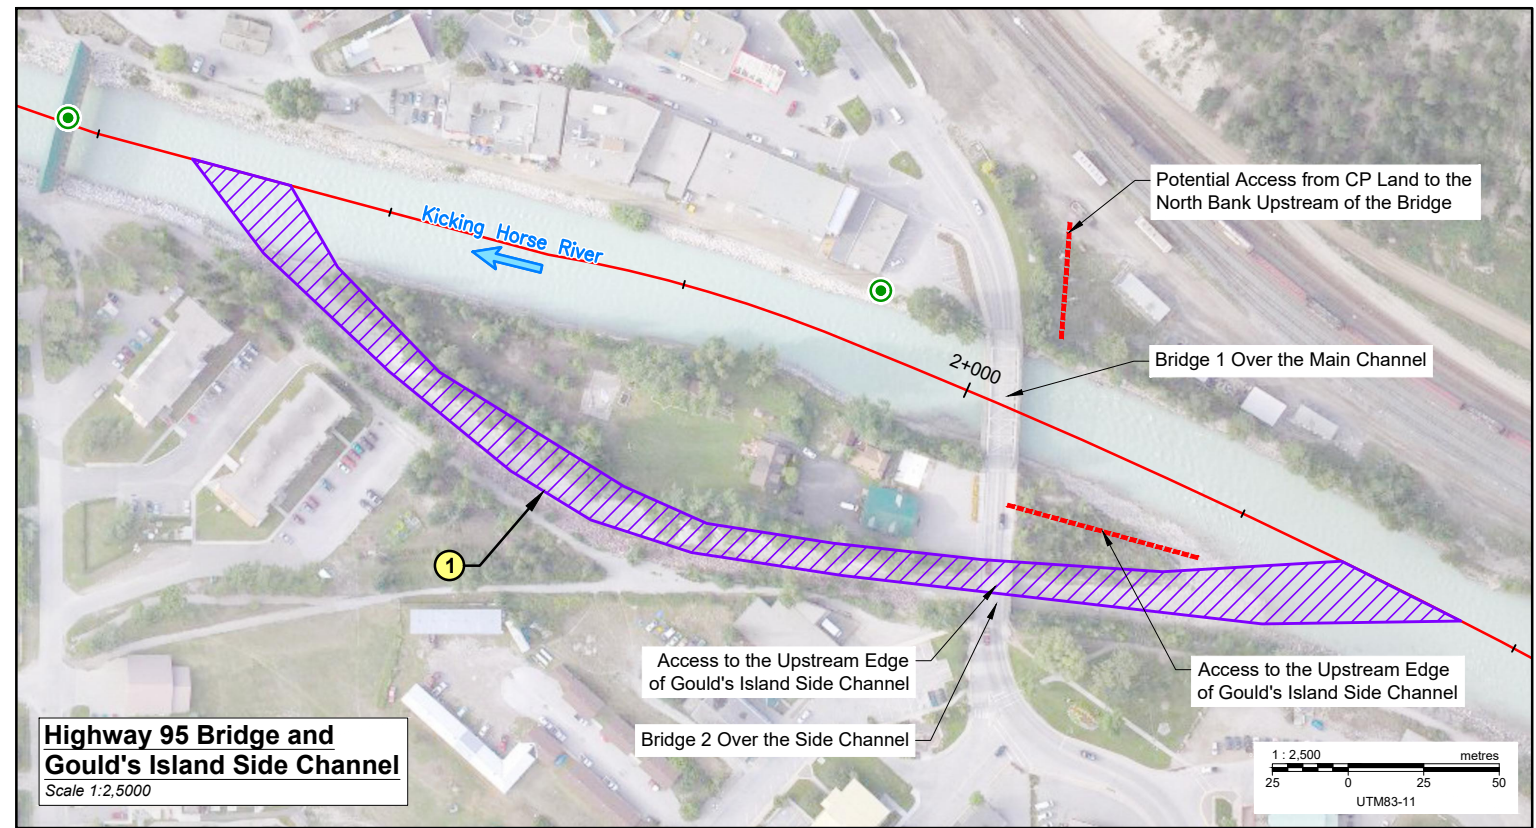 Potential Access from CP Land to the
North Bank Upstream of the Bridge
Kicking Horse River
Bridge 1 Over the Main Channel
2+000
1
Access to the Upstream Edge
of Gould's Island Side Channel
Access to the Upstream Edge
of Gould's Island Side Channel
Bridge 2 Over the Side Channel
Highway 95 Bridge and
Gould's Island Side Channel
Scale 1:2,5000
1 : 2,500 metres
25 0 25 50
UTM83-11